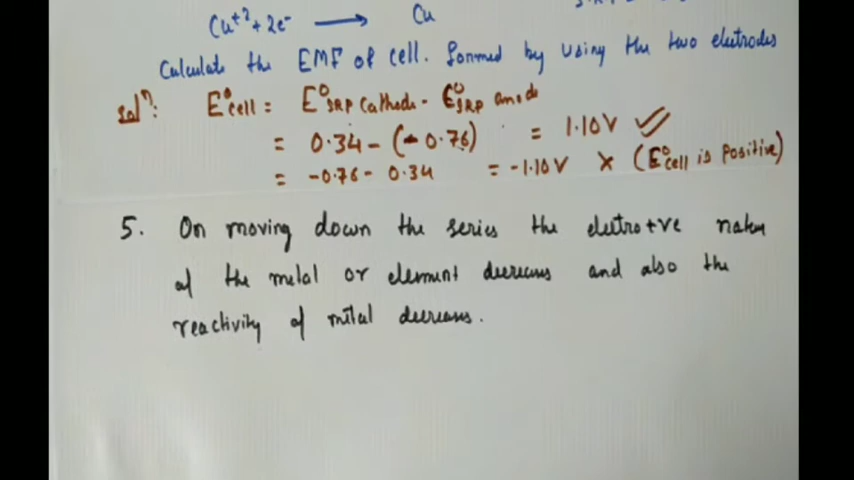 Cu+2 + 2e- ⟶ Cu
Calculate the EMF of cell. formed by using the two electrodes
Solⁿ: E°cell = E°SRP Cathode - E°SRP anode
= 0.34 - (-0.76) = 1.10V ✓
= -0.76 - 0.34 = -1.10V × (E°cell is positive)
5. On moving down the series the electro+ve nature
of the metal or element decreases and also the
reactivity of metal decreases.